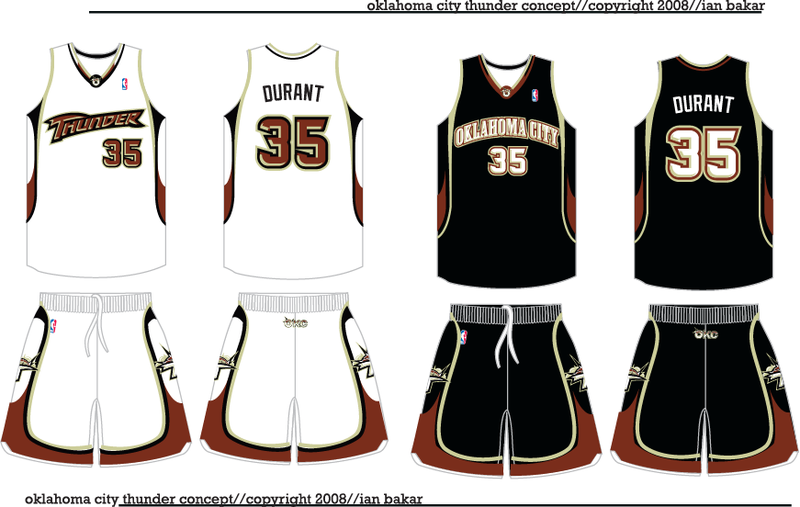 oklahoma city thunder concept//copyright 2008//ian bakar
DURANT
DURANT
THUNDER
OKLAHOMA CITY
35
35
35
35
OKC
OKC
oklahoma city thunder concept//copyright 2008//ian bakar